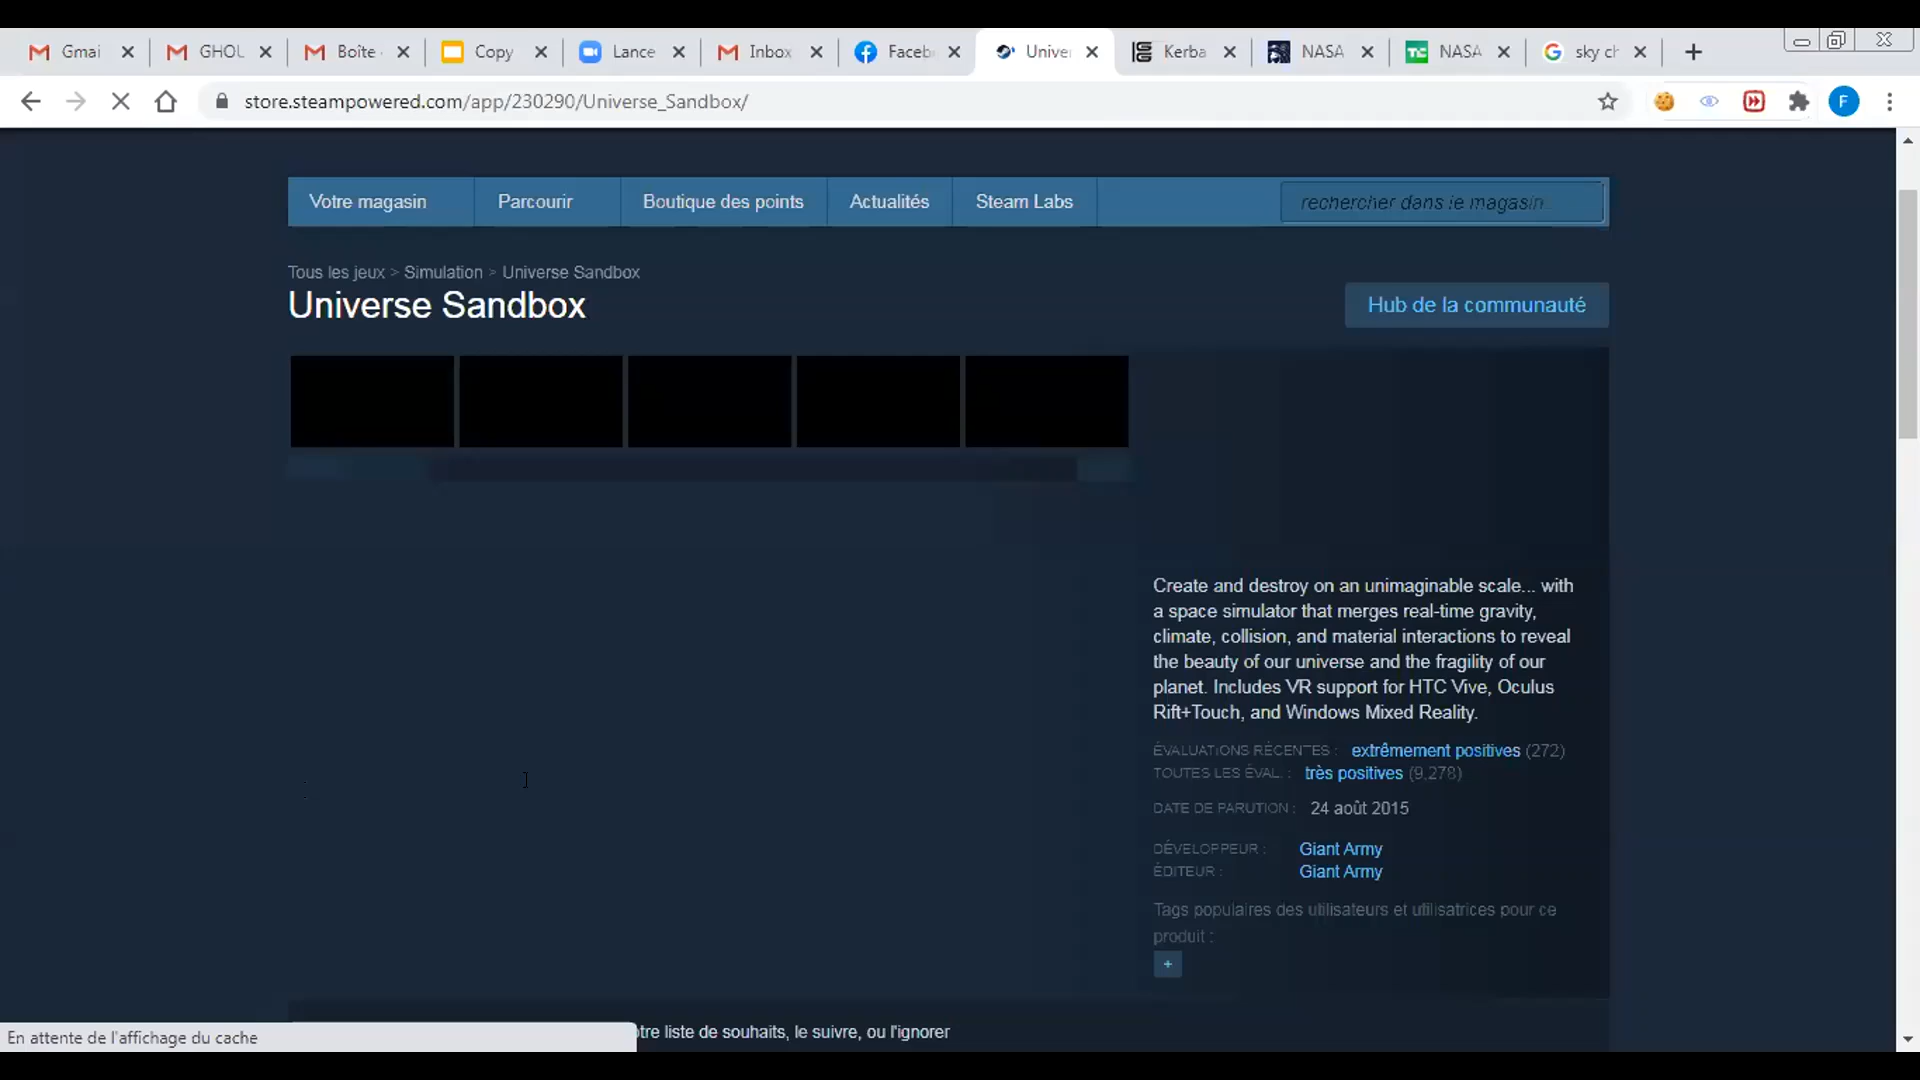 Gmai
GHOU
Boîte
Copy
Lance
Inbox
Faceb
Univer
Kerba
NASA
NASA
sky ch
store.steampowered.com/app/230290/Universe_Sandbox/
F
Votre magasin
Parcourir
Boutique des points
Actualités
Steam Labs
rechercher dans le magasin
Tous les jeux > Simulation > Universe Sandbox
Universe Sandbox
Hub de la communauté
Create and destroy on an unimaginable scale... with
a space simulator that merges real-time gravity,
climate, collision, and material interactions to reveal
the beauty of our universe and the fragility of our
planet. Includes VR support for HTC Vive, Oculus
Rift+Touch, and Windows Mixed Reality.
ÉVALUATIONS RÉCENTES : extrêmement positives (272)
TOUTES LES ÉVAL. : très positives (9,278)
DATE DE PARUTION : 24 août 2015
DÉVELOPPEUR : Giant Army
ÉDITEUR : Giant Army
Tags populaires des utilisateurs et utilisatrices pour ce
produit :
+
otre liste de souhaits, le suivre, ou l'ignorer
En attente de l'affichage du cache